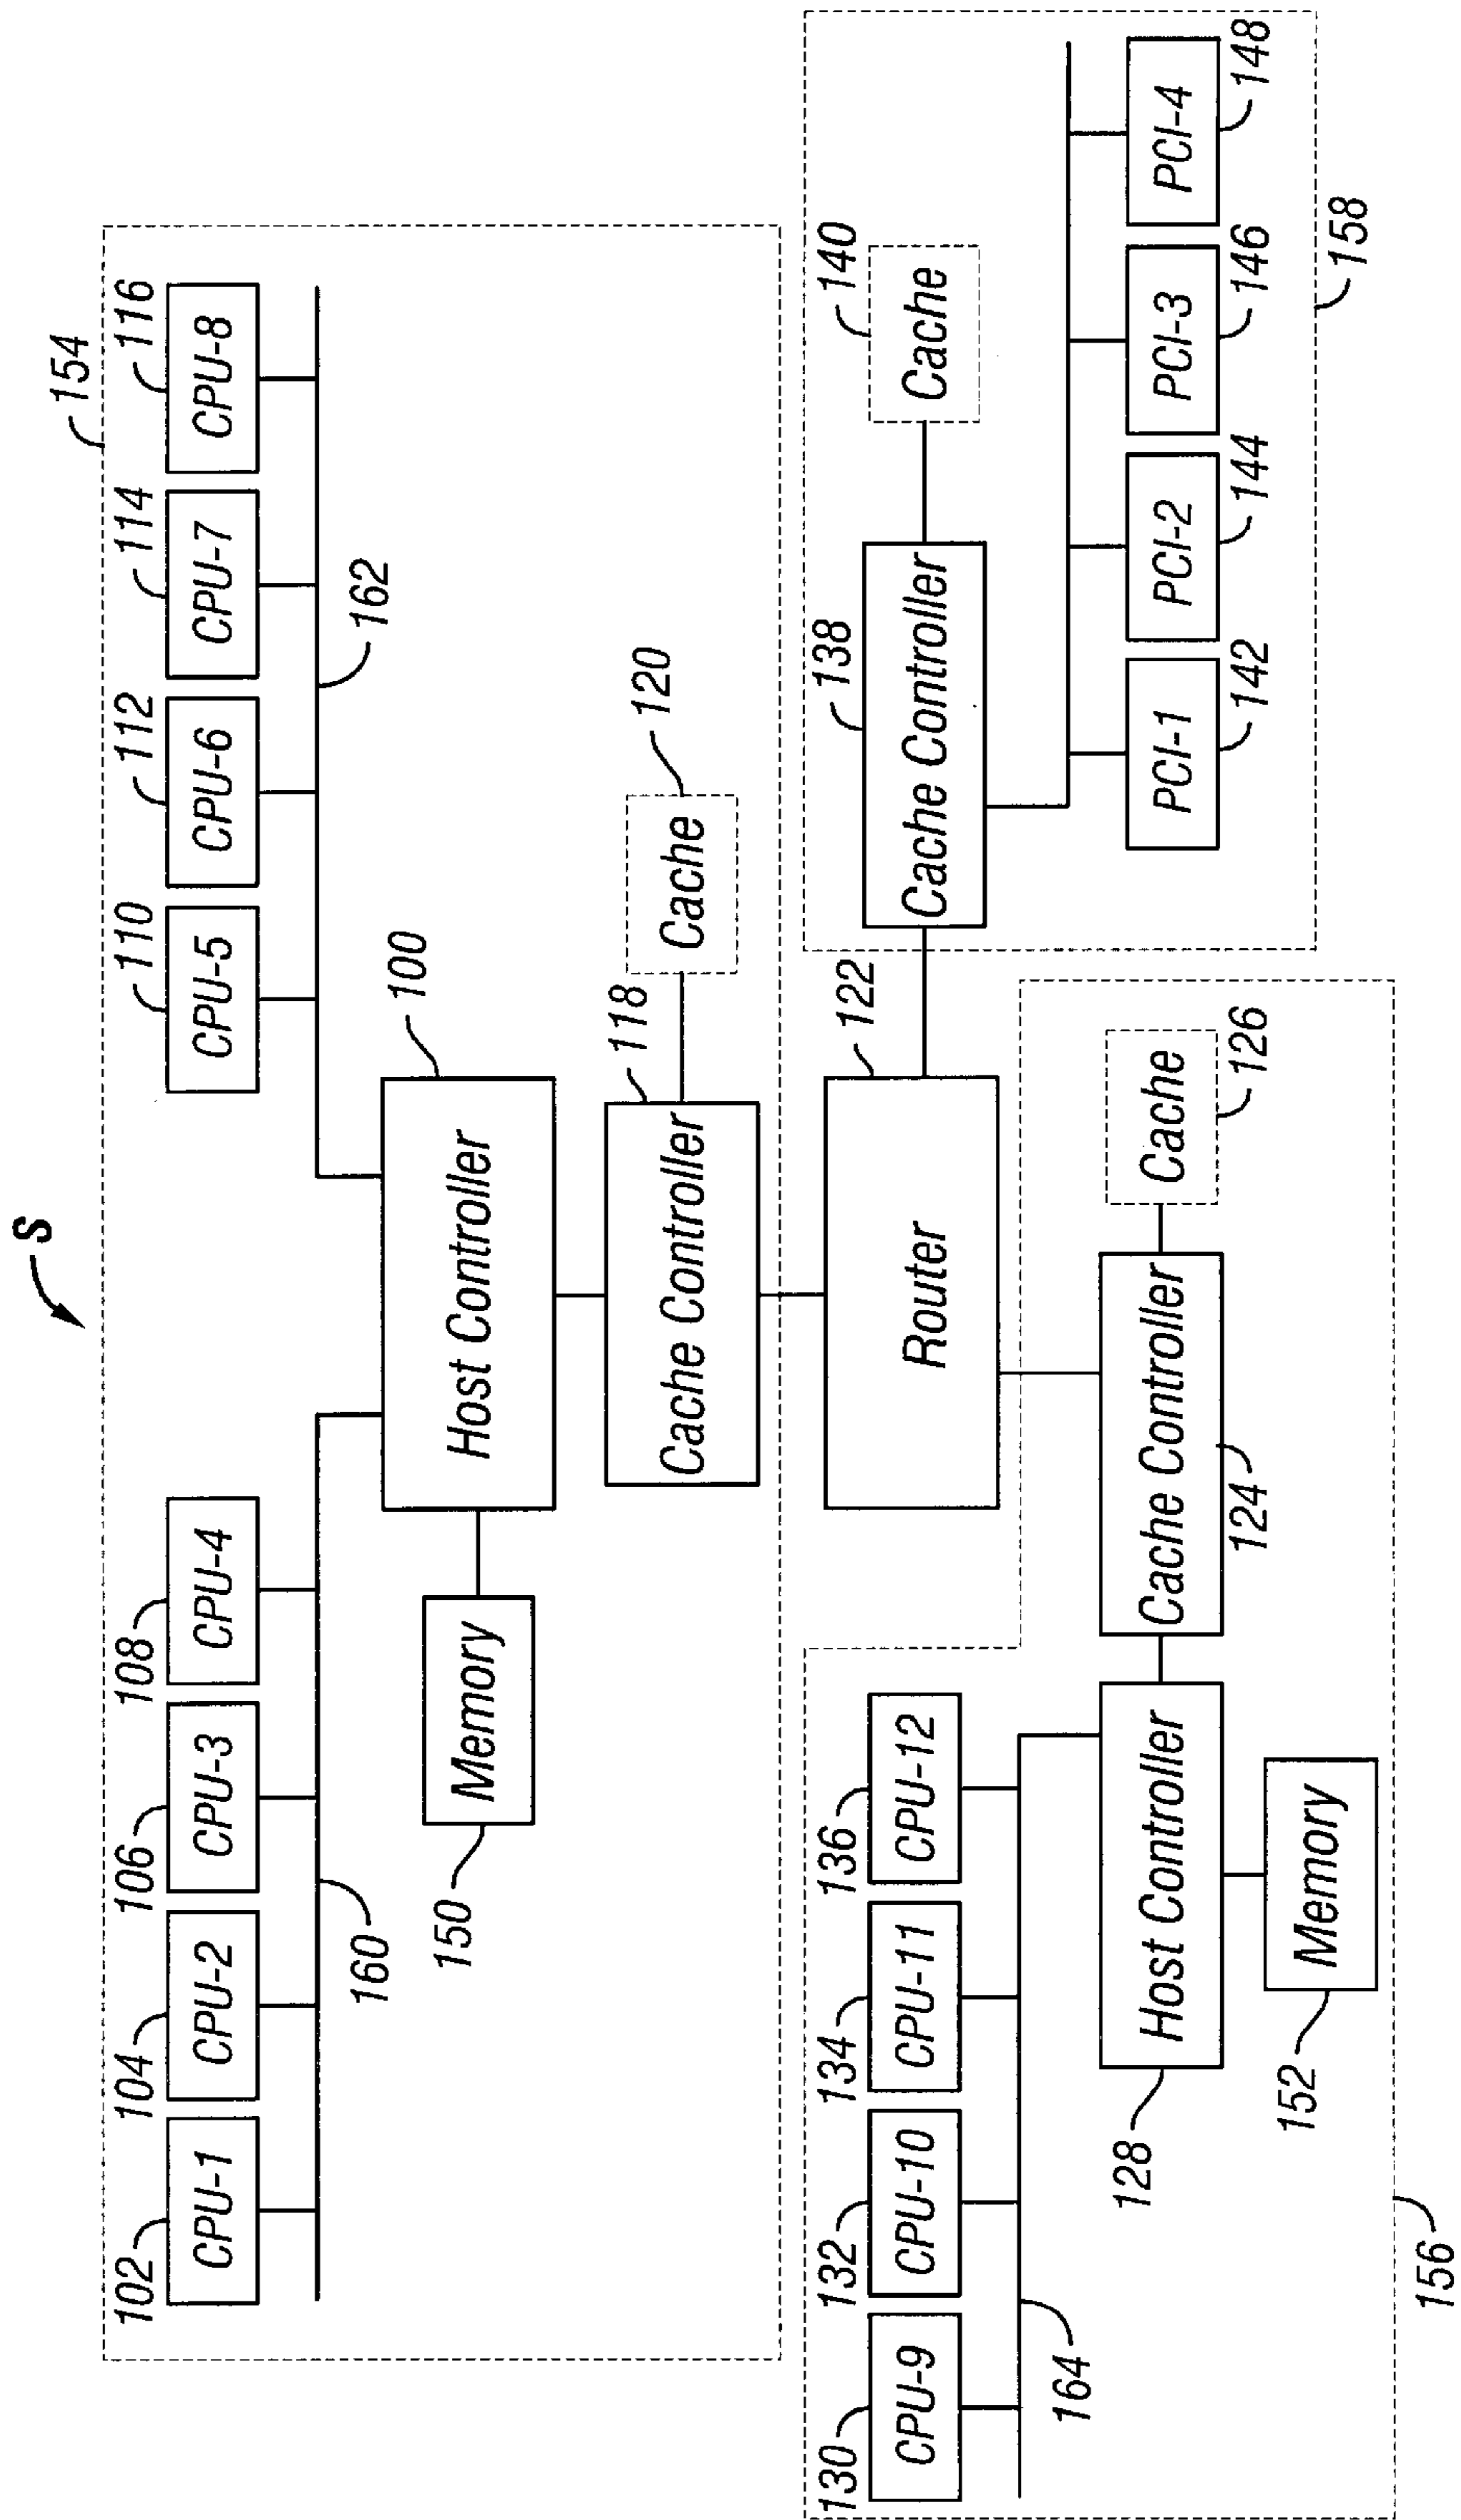 S
154
102
104
106
108
110
112
114
116
CPU-1
CPU-2
CPU-3
CPU-4
CPU-5
CPU-6
CPU-7
CPU-8
160
162
100
Memory
Host Controller
150
118
120
Cache Controller
Cache
130
132
134
136
122
138
140
CPU-9
CPU-10
CPU-11
CPU-12
Router
Cache Controller
Cache
164
128
Host Controller
Cache Controller
Cache
124
126
PCI-1
PCI-2
PCI-3
PCI-4
142
144
146
148
152
Memory
156
158